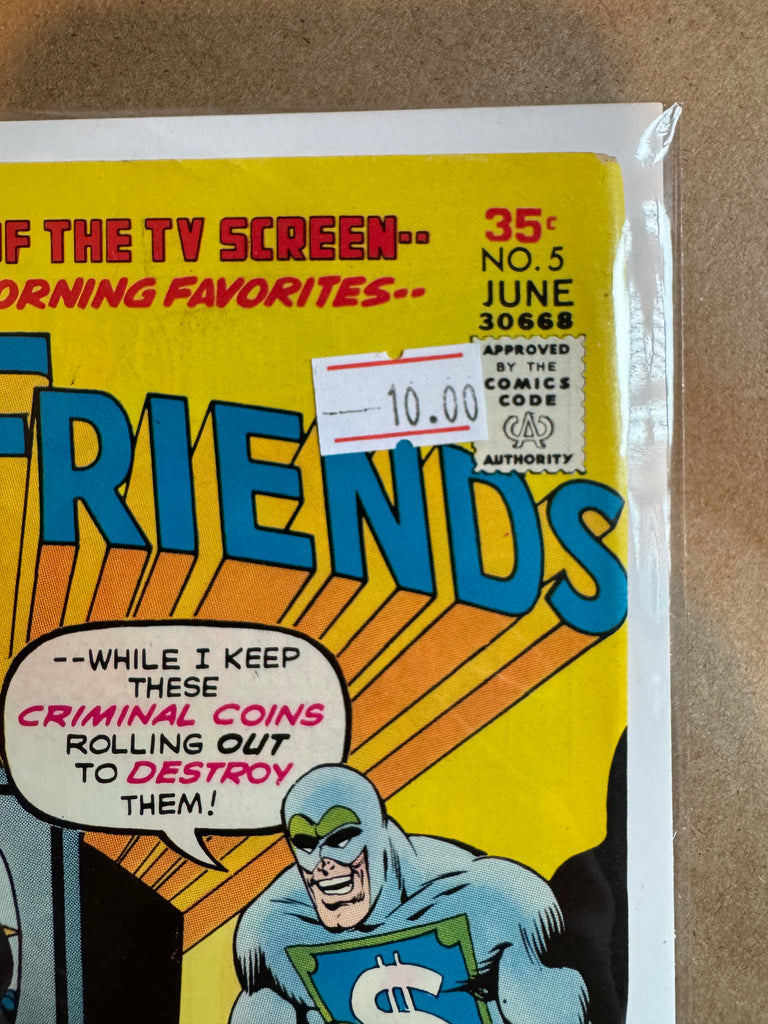 OF THE TV SCREEN--
ORNING FAVORITES--
35¢
NO. 5
JUNE
30668
APPROVED
BY THE
COMICS
CODE
AUTHORITY
10.00
FRIENDS
--WHILE I KEEP
THESE
CRIMINAL COINS
ROLLING OUT
TO DESTROY
THEM!
$